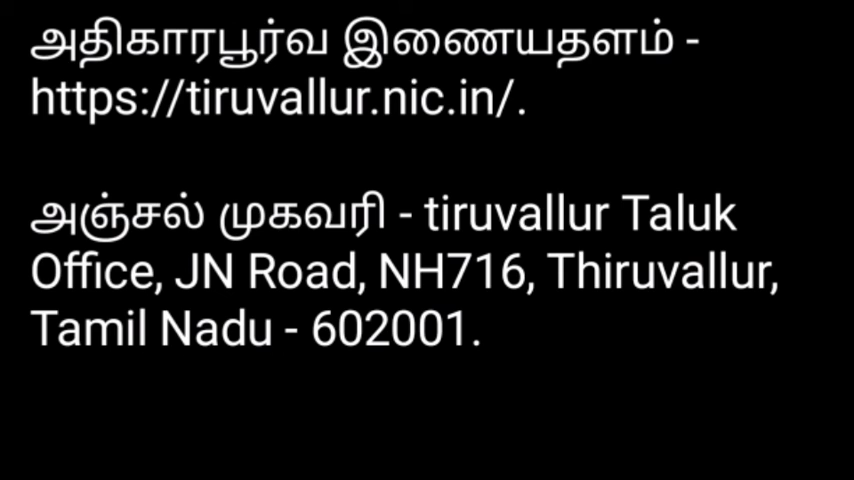 அதிகாரபூர்வ இணையதளம் -
https://tiruvallur.nic.in/.
அஞ்சல் முகவரி - tiruvallur Taluk
Office, JN Road, NH716, Thiruvallur,
Tamil Nadu - 602001.